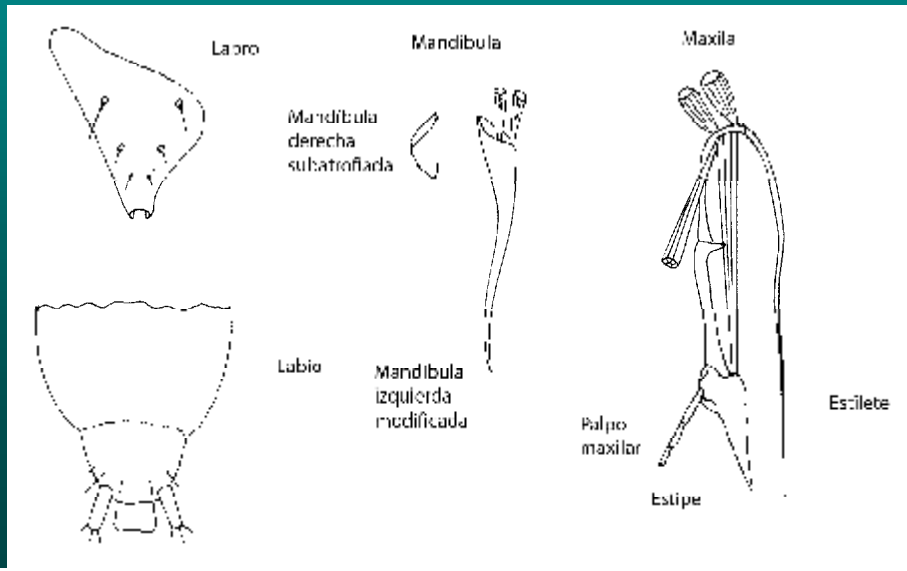 Labro
Mandíbula
Maxila
Mandíbula
derecha
subatrofiada
Labio
Mandíbula
izquierda
modificada
Palpo
maxilar
Estilete
Estipe